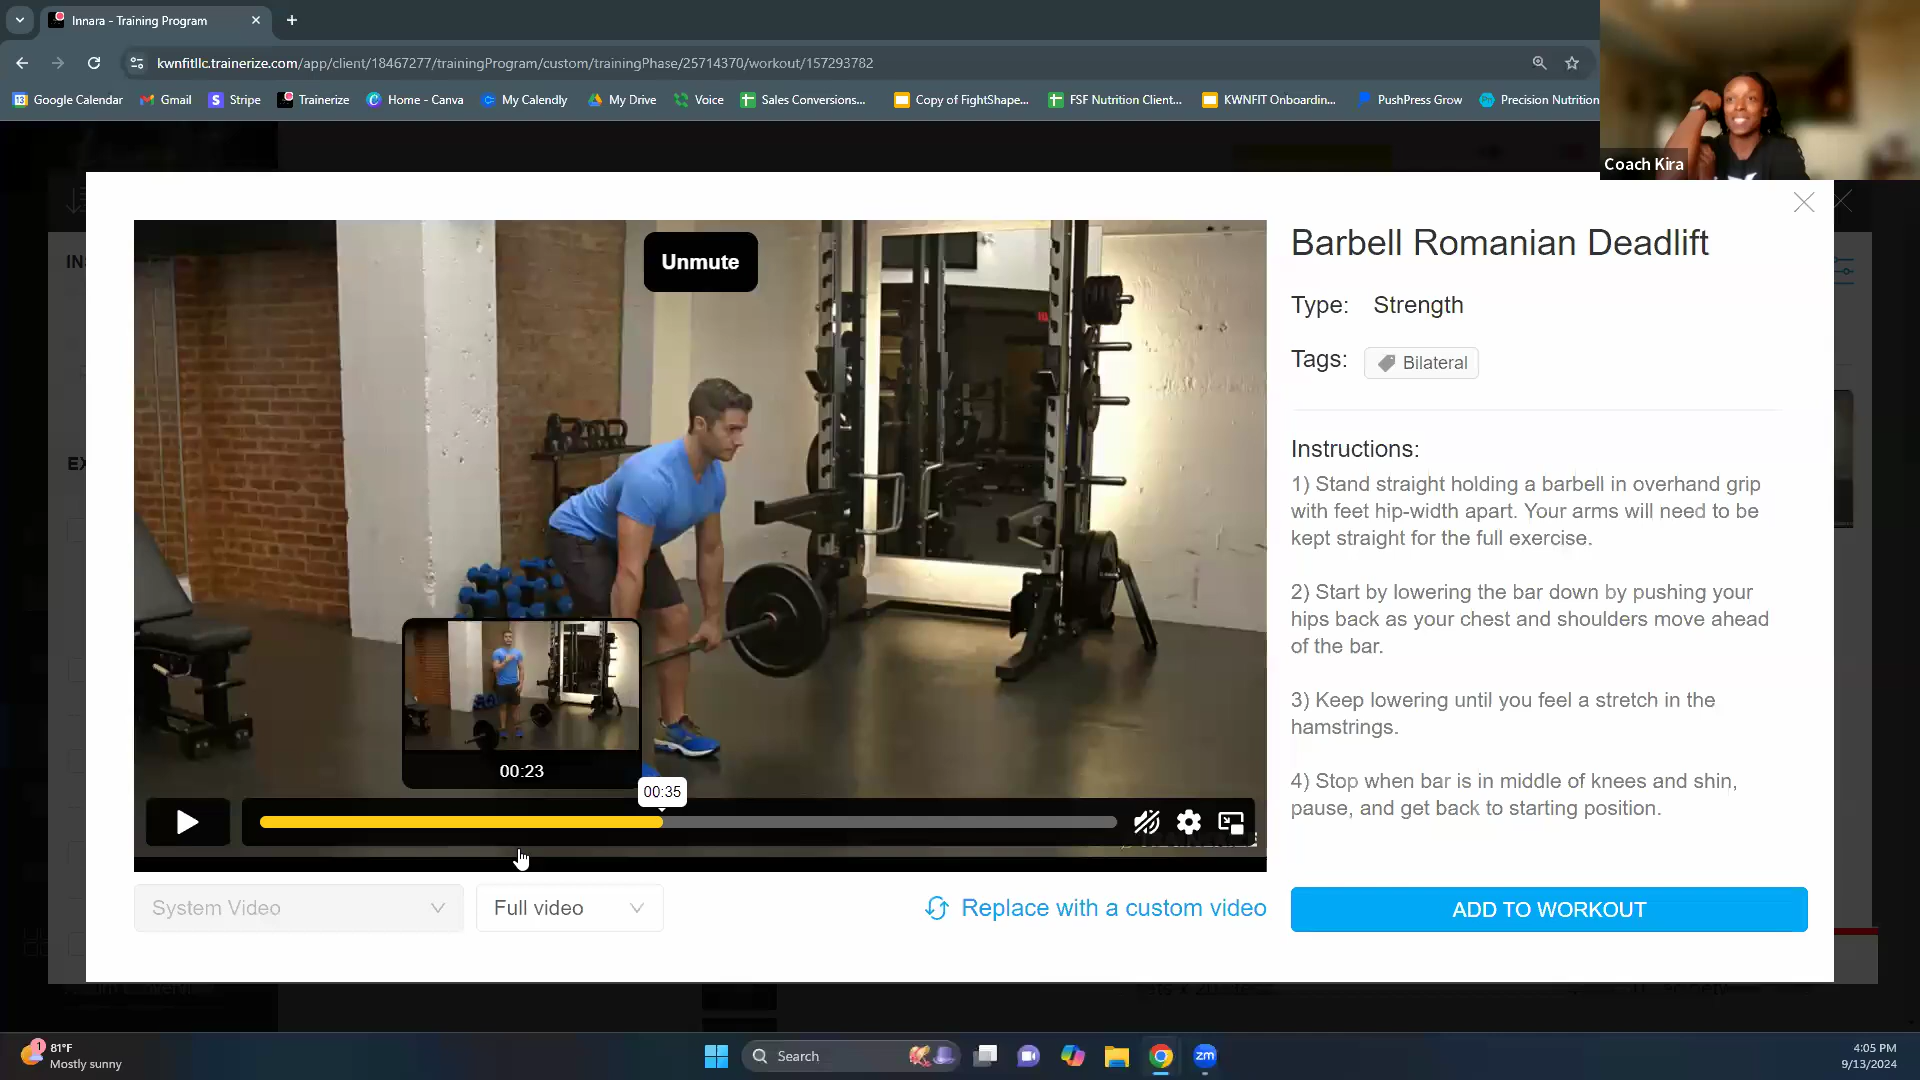 Innara - Training Program
kwnfitllc.trainerize.com/app/client/18467277/trainingProgram/custom/trainingPhase/25714370/workout/157293782
Google Calendar
Gmail
Stripe
Trainerize
Home - Canva
My Calendly
My Drive
Voice
Sales Conversions...
Copy of FightShape...
FSF Nutrition Client...
KWNFIT Onboardin...
PushPress Grow
Precision Nutrition
Coach Kira
Unmute
00:23
00:35
System Video
Full video
Replace with a custom video
Barbell Romanian Deadlift
Type: Strength
Tags: Bilateral
Instructions:
1) Stand straight holding a barbell in overhand grip
with feet hip-width apart. Your arms will need to be
kept straight for the full exercise.
2) Start by lowering the bar down by pushing your
hips back as your chest and shoulders move ahead
of the bar.
3) Keep lowering until you feel a stretch in the
hamstrings.
4) Stop when bar is in middle of knees and shin,
pause, and get back to starting position.
ADD TO WORKOUT
1
81°F
Mostly sunny
Search
zm
4:05 PM
9/13/2024